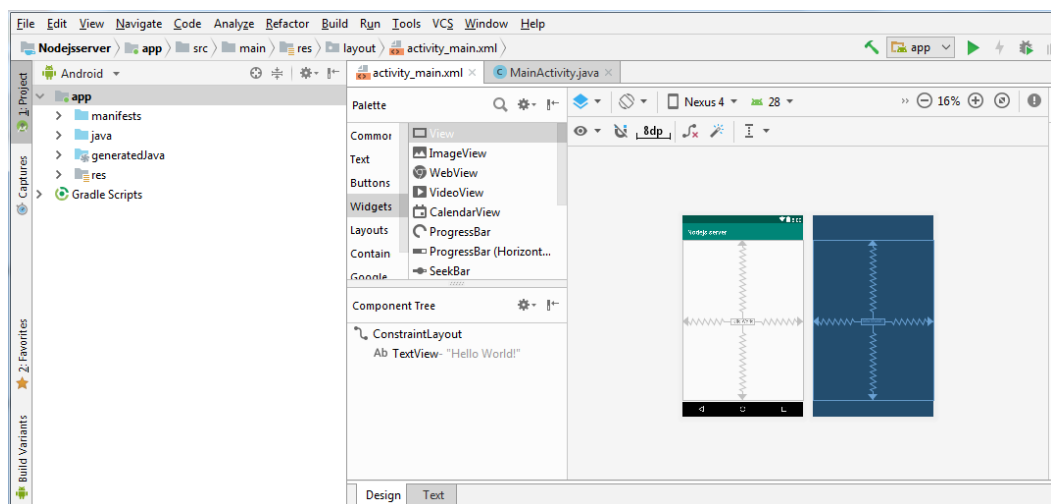 File Edit View Navigate Code Analyze Refactor Build Run Tools VCS Window Help
Nodejsserver app src main res layout activity_main.xml app
1: Project
Captures
2: Favorites
Build Variants
Android
app
manifests
java
generatedJava
res
Gradle Scripts
activity_main.xml MainActivity.java
Palette
Common
Text
Buttons
Widgets
Layouts
Contain
Google
View
ImageView
WebView
VideoView
CalendarView
ProgressBar
ProgressBar (Horizont...
SeekBar
Component Tree
ConstraintLayout
Ab TextView- "Hello World!"
Nexus 4 28 16%
8dp
Nodejs server
Design Text